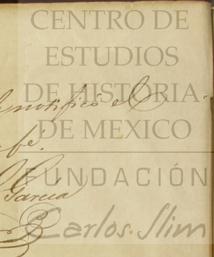 CENTRO DE
ESTUDIOS
DE HISTORIA
DE MEXICO
FUNDACIÓN
Garcia
Carlos Slim